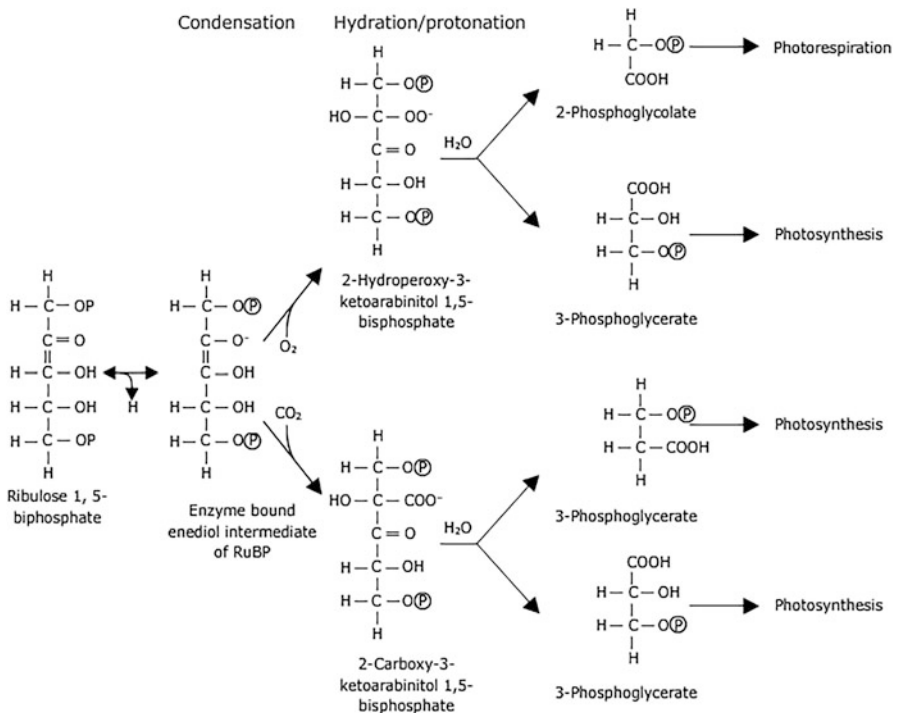 Condensation
Hydration/protonation
H
H — C — OP
C = O
H — C — OH
H — C — OH
H — C — OP
H
Ribulose 1, 5-
biphosphate
H
H
H — C — OⓅ
C — O⁻
C — OH
H — C — OH
H — C — OⓅ
H
Enzyme bound
enediol intermediate
of RuBP
O₂
CO₂
H
H — C — OⓅ
HO — C — OO⁻
C = O
H — C — OH
H — C — OⓅ
H
2-Hydroperoxy-3-
ketoarabinitol 1,5-
bisphosphate
H₂O
H
H — C — OⓅ
COOH
2-Phosphoglycolate
Photorespiration
COOH
H — C — OH
H — C — OⓅ
H
3-Phosphoglycerate
Photosynthesis
H
H — C — OⓅ
HO — C — COO⁻
C = O
H — C — OH
H — C — OⓅ
H
2-Carboxy-3-
ketoarabinitol 1,5-
bisphosphate
H₂O
H
H — C — OⓅ
H — C — COOH
H
3-Phosphoglycerate
Photosynthesis
COOH
H — C — OH
H — C — OⓅ
H
3-Phosphoglycerate
Photosynthesis